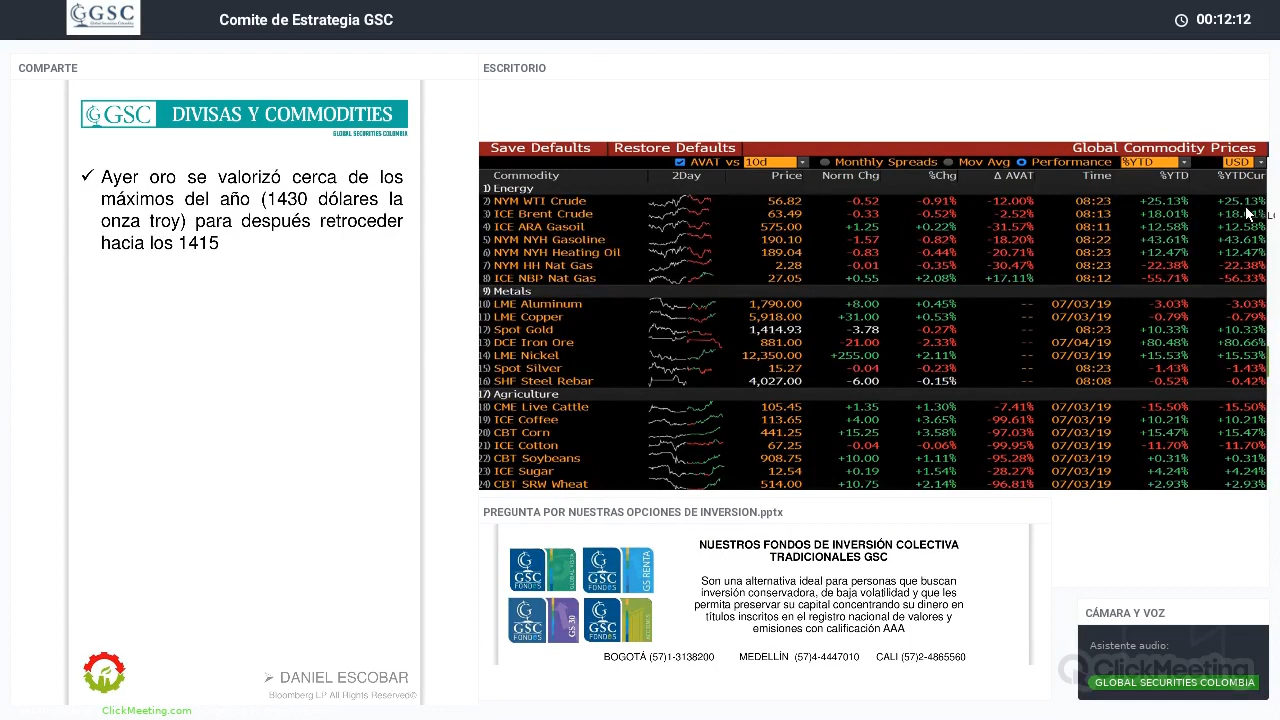 GSC
Global Securities Colombia
Comite de Estrategia GSC
00:12:12
COMPARTE
GSC DIVISAS Y COMMODITIES
GLOBAL SECURITIES COLOMBIA
✓ Ayer oro se valorizó cerca de los
máximos del año (1430 dólares la
onza troy) para después retroceder
hacia los 1415
➢ DANIEL ESCOBAR
Bloomberg LP All Rights Reserved©
ClickMeeting.com
ESCRITORIO
Save Defaults Restore Defaults Global Commodity Prices
AVAT vs 10d Monthly Spreads Mov Avg Performance %YTD USD
Commodity 2Day Price Norm Chg %Chg Δ AVAT Time %YTD %YTDCur
1) Energy
2) NYM WTI Crude 56.82 -0.52 -0.91% -12.00% 08:23 +25.13% +25.13%
3) ICE Brent Crude 63.49 -0.33 -0.52% -2.52% 08:13 +18.01%
4) ICE ARA Gasoil 575.00 +1.25 +0.22% -31.57% 08:11 +12.58% +12.58%
5) NYM NYH Gasoline 190.10 -1.57 -0.82% -18.20% 08:22 +43.61% +43.61%
6) NYM NYH Heating Oil 189.04 -0.83 -0.44% -20.71% 08:23 +12.47% +12.47%
7) NYM HH Nat Gas 2.28 -0.01 -0.35% -30.47% 08:23 -22.38% -22.38%
8) ICE NBP Nat Gas 27.05 +0.55 +2.08% +17.11% 08:12 -55.71% -56.33%
9) Metals
10) LME Aluminum 1,790.00 +8.00 +0.45% -- 07/03/19 -3.03% -3.03%
11) LME Copper 5,918.00 +31.00 +0.53% -- 07/03/19 -0.79% -0.79%
12) Spot Gold 1,414.93 -3.78 -0.27% -- 08:23 +10.33% +10.33%
13) DCE Iron Ore 881.00 -21.00 -2.33% -- 07/04/19 +80.48% +80.66%
14) LME Nickel 12,350.00 +255.00 +2.11% -- 07/03/19 +15.53% +15.53%
15) Spot Silver 15.27 -0.04 -0.23% -- 08:23 -1.43% -1.43%
16) SHF Steel Rebar 4,027.00 -6.00 -0.15% -- 08:08 -0.52% -0.42%
17) Agriculture
18) CME Live Cattle 105.45 +1.35 +1.30% -7.41% 07/03/19 -15.50% -15.50%
19) ICE Coffee 113.65 +4.00 +3.65% -99.61% 07/03/19 +10.21% +10.21%
20) CBT Corn 441.25 +15.25 +3.58% -97.03% 07/03/19 +15.47% +15.47%
21) ICE Cotton 67.25 -0.04 -0.06% -99.95% 07/03/19 -11.70% -11.70%
22) CBT Soybeans 908.75 +10.00 +1.11% -95.28% 07/03/19 +0.31% +0.31%
23) ICE Sugar 12.54 +0.19 +1.54% -28.27% 07/03/19 +4.24% +4.24%
24) CBT SRW Wheat 514.00 +10.75 +2.14% -96.81% 07/03/19 +2.93% +2.93%
PREGUNTA POR NUESTRAS OPCIONES DE INVERSION.pptx
GSC FONDOS GLOBAL VISTA
GSC FONDOS GS RENTA
GSC FONDOS GS 30
GSC FONDOS ACCIONES
NUESTROS FONDOS DE INVERSIÓN COLECTIVA
TRADICIONALES GSC
Son una alternativa ideal para personas que buscan
inversión conservadora, de baja volatilidad y que les
permita preservar su capital concentrando su dinero en
títulos inscritos en el registro nacional de valores y
emisiones con calificación AAA
BOGOTÁ (57)1-3138200 MEDELLÍN (57)4-4447010 CALI (57)2-4865560
CÁMARA Y VOZ
Asistente audio:
ClickMeeting
GLOBAL SECURITIES COLOMBIA